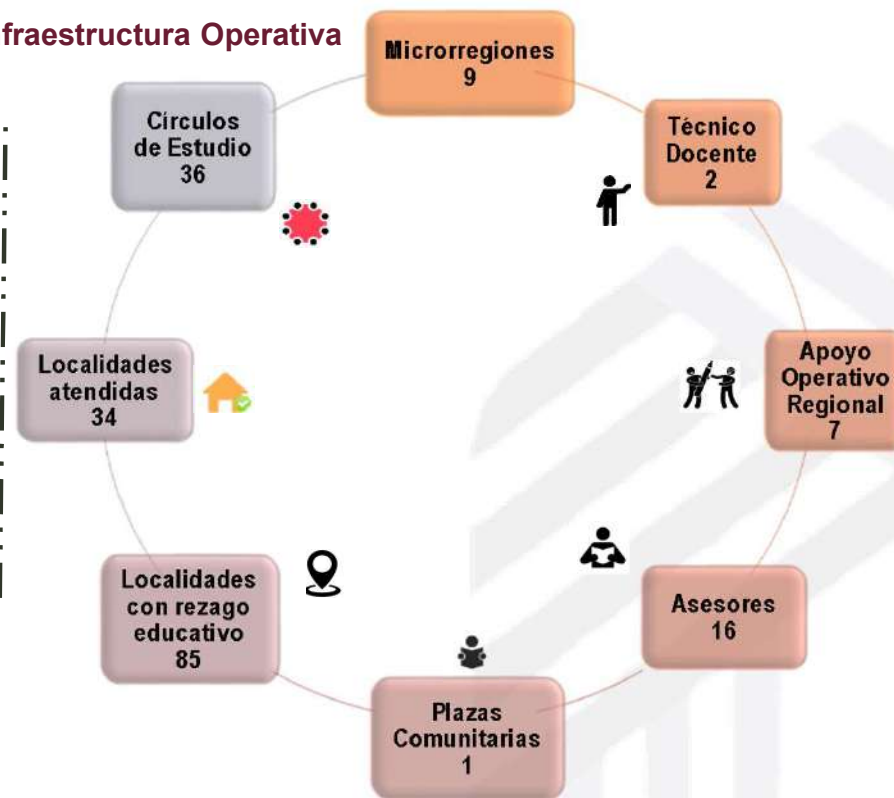 fraestructura Operativa
Microrregiones
9
Técnico
Docente
2
Apoyo
Operativo
Regional
7
Asesores
16
Plazas
Comunitarias
1
Localidades
con rezago
educativo
85
Localidades
atendidas
34
Círculos
de Estudio
36